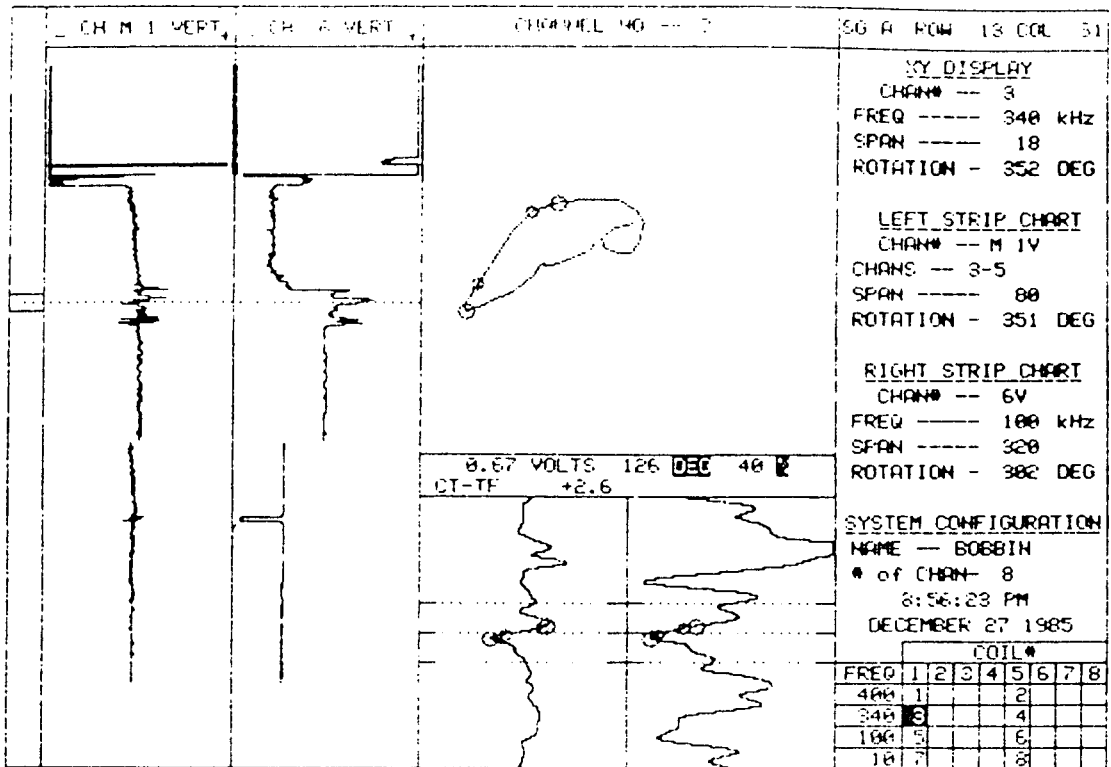 CH M 1 VERT
CH 6 VERT
CHANNEL NO --
SG A ROW 13 COL 51
XY DISPLAY
CHAN# -- 3
FREQ ----- 340 kHz
SPAN ----- 18
ROTATION - 352 DEG
LEFT STRIP CHART
CHAN# -- M 1V
CHANS -- 3-5
SPAN ----- 80
ROTATION - 351 DEG
RIGHT STRIP CHART
CHAN# -- 6V
FREQ ----- 100 kHz
SPAN ----- 320
ROTATION - 302 DEG
0.67 VOLTS 126 DEG 40
CT-TF +2.6
SYSTEM CONFIGURATION
NAME -- BOBBIN
# of CHAN- 8
8:56:23 PM
DECEMBER 27 1985
COIL#
FREQ 1 2 3 4 5 6 7 8
400 1 2
340 3 4
100 5 6
10 7 8